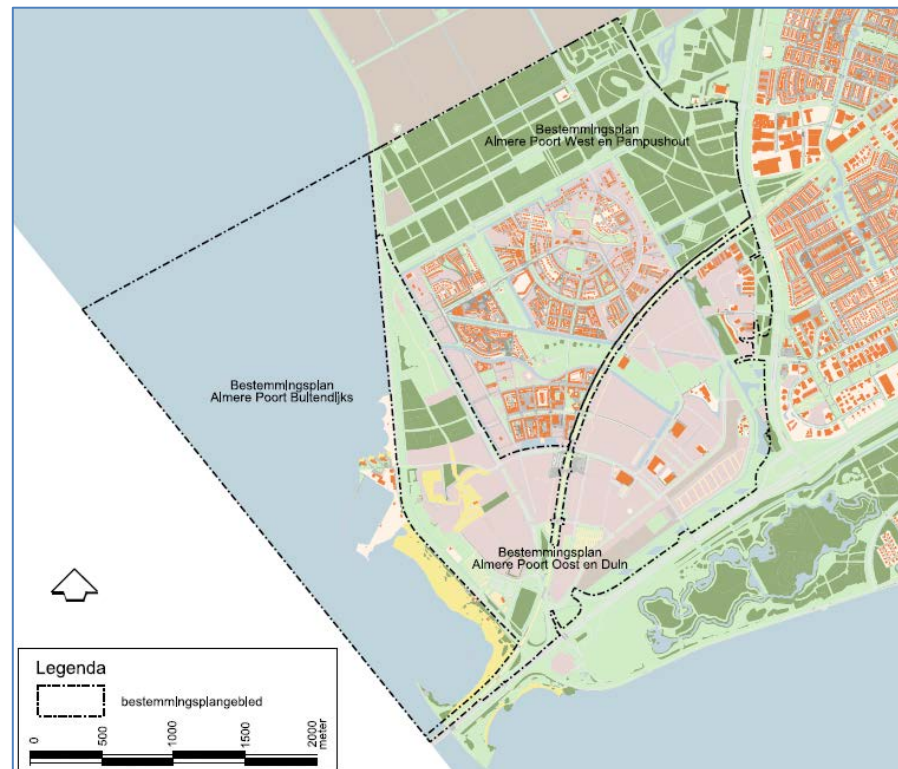 Bestemmingsplan
Almere Poort West en Pampushout
Bestemmingsplan
Almere Poort Buitendijks
Bestemmingsplan
Almere Poort Oost en Duin
Legenda
bestemmingsplangebied
0
500
1000
1500
2000
meter